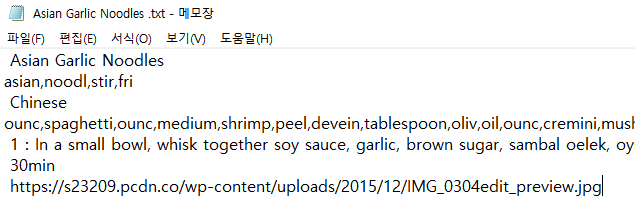 Asian Garlic Noodles .txt - 메모장
파일(F) 편집(E) 서식(O) 보기(V) 도움말(H)
Asian Garlic Noodles
asian,noodl,stir,fri
Chinese
ounc,spaghetti,ounc,medium,shrimp,peel,devein,tablespoon,oliv,oil,ounc,cremini,mush
1 : In a small bowl, whisk together soy sauce, garlic, brown sugar, sambal oelek, oy
30min
https://s23209.pcdn.co/wp-content/uploads/2015/12/IMG_0304edit_preview.jpg